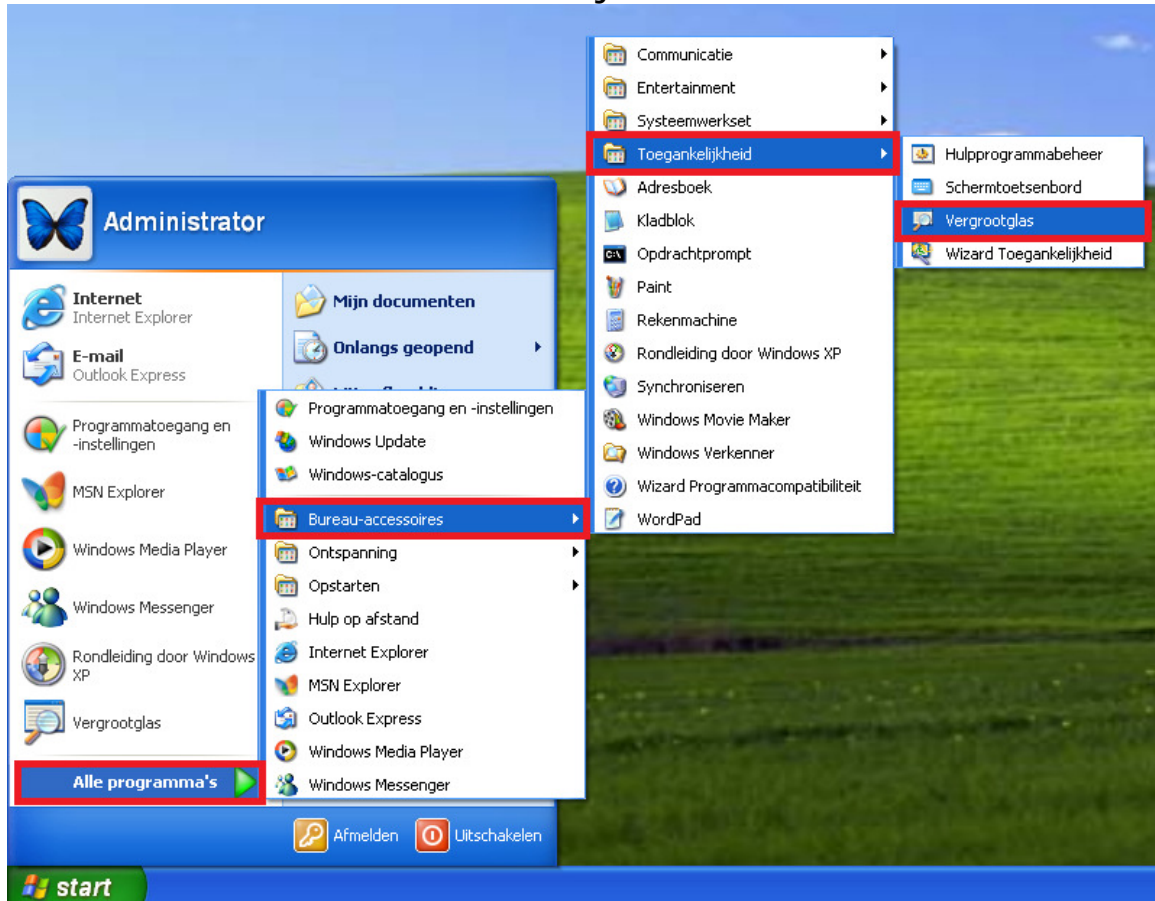 Administrator
Internet
Internet Explorer
E-mail
Outlook Express
Programmatoegang en
-instellingen
MSN Explorer
Windows Media Player
Windows Messenger
Rondleiding door Windows
XP
Vergrootglas
Alle programma's
Mijn documenten
Onlangs geopend
Programmatoegang en -instellingen
Windows Update
Windows-catalogus
Bureau-accessoires
Ontspanning
Opstarten
Hulp op afstand
Internet Explorer
MSN Explorer
Outlook Express
Windows Media Player
Windows Messenger
Communicatie
Entertainment
Systeemwerkset
Toegankelijkheid
Adresboek
Kladblok
Opdrachtprompt
Paint
Rekenmachine
Rondleiding door Windows XP
Synchroniseren
Windows Movie Maker
Windows Verkenner
Wizard Programmacompatibiliteit
WordPad
Hulpprogrammabeheer
Schermtoetsenbord
Vergrootglas
Wizard Toegankelijkheid
Afmelden
Uitschakelen
start